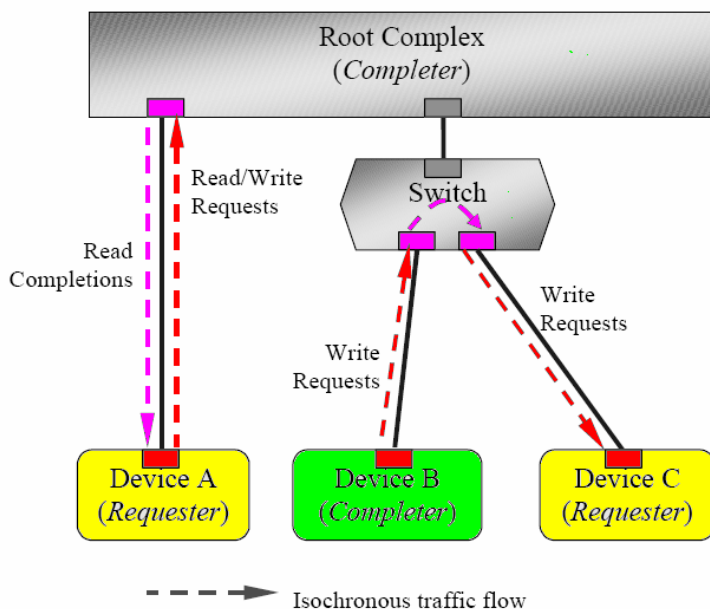 Root Complex
(Completer)
Read/Write
Requests
Switch
Read
Completions
Write
Requests
Write
Requests
Device A
(Requester)
Device B
(Completer)
Device C
(Requester)
Isochronous traffic flow